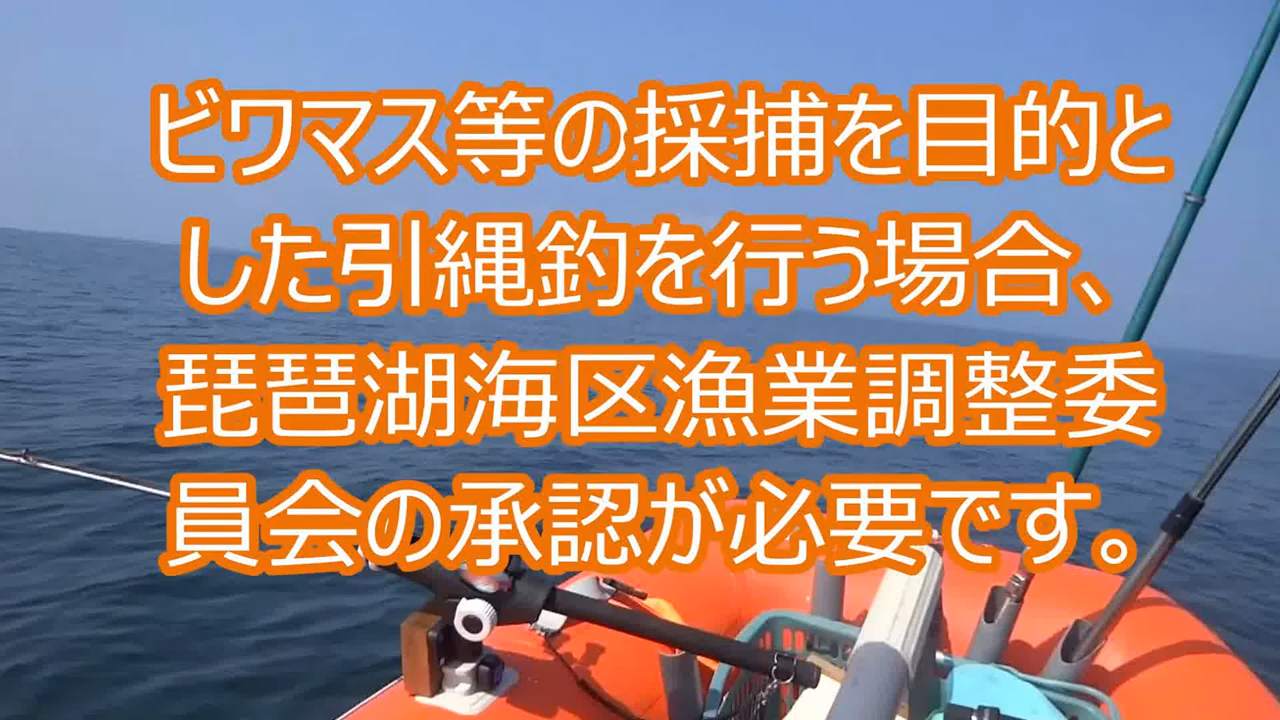 ビワマス等の採捕を目的と
した引縄釣を行う場合、
琵琶湖海区漁業調整委
員会の承認が必要です。